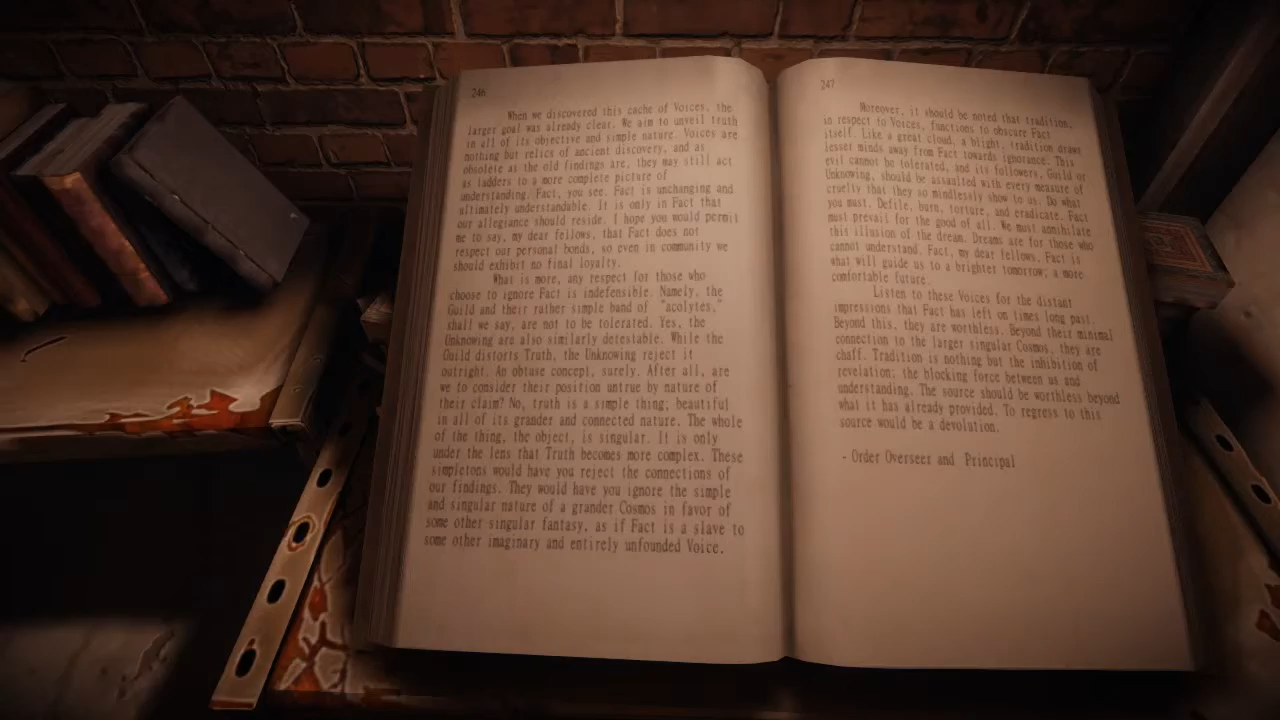 246
When we discovered this cache of Voices, the
larger goal was already clear. We aim to unveil truth
in all of its objective and simple nature. Voices are
nothing but relics of ancient discovery, and as
obsolete as the old findings are, they may still act
as ladders to a more complete picture of
understanding. Fact, you see. Fact is unchanging and
ultimately understandable. It is only in Fact that
our allegiance should reside. I hope you would permit
me to say, my dear fellows, that Fact does not
respect our personal bonds, so even in community we
should exhibit no final loyalty.
What is more, any respect for those who
choose to ignore Fact is indefensible. Namely, the
Guild and their rather simple band of "acolytes,"
shall we say, are not to be tolerated. Yes, the
Unknowing are also similarly detestable. While the
Guild distorts Truth, the Unknowing reject it
outright. An obtuse concept, surely. After all, are
we to consider their position untrue by nature of
their claim? No, truth is a simple thing, beautiful
in all of its grander and connected nature. The whole
of the thing, the object, is singular. It is only
under the lens that Truth becomes more complex. These
simpletons would have you reject the connections of
our findings. They would have you ignore the simple
and singular nature of a grander Cosmos in favor of
some other singular fantasy, as if Fact is a slave to
some other imaginary and entirely unfounded Voice.
247
Moreover, it should be noted that tradition,
in respect to Voices, functions to obscure Fact
itself. Like a great cloud, a blight, tradition draws
lesser minds away from Fact towards ignorance. This
evil cannot be tolerated, and its followers, Guild or
Unknowing, should be assaulted with every measure of
cruelty that they so mindlessly show to us. Do what
you must. Defile, burn, torture, and eradicate. Fact
must prevail for the good of all. We must annihilate
this illusion of the dream. Dreams are for those who
cannot understand. Fact, my dear fellows, Fact is
what will guide us to a brighter tomorrow; a more
comfortable future.
Listen to these Voices for the distant
impressions that Fact has left on times long past.
Beyond this, they are worthless. Beyond their minimal
connection to the larger singular Cosmos, they are
chaff. Tradition is nothing but the inhibition of
revelation; the blocking force between us and
understanding. The source should be worthless beyond
what it has already provided. To regress to this
source would be a devolution.
- Order Overseer and Principal